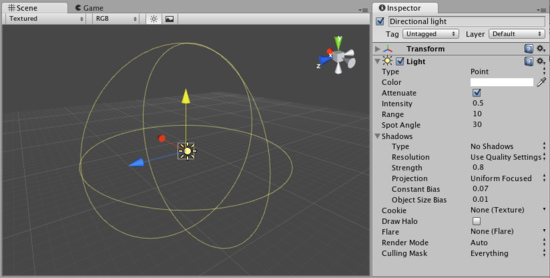 Scene
Game
Textured
RGB
y
x
z
Inspector
Directional light
Tag Untagged Layer Default
Transform
Light
Type Point
Color
Attenuate
Intensity 0.5
Range 10
Spot Angle 30
Shadows
Type No Shadows
Resolution Use Quality Settings
Strength 0.8
Projection Uniform Focused
Constant Bias 0.07
Object Size Bias 0.01
Cookie None (Texture)
Draw Halo
Flare None (Flare)
Render Mode Auto
Culling Mask Everything